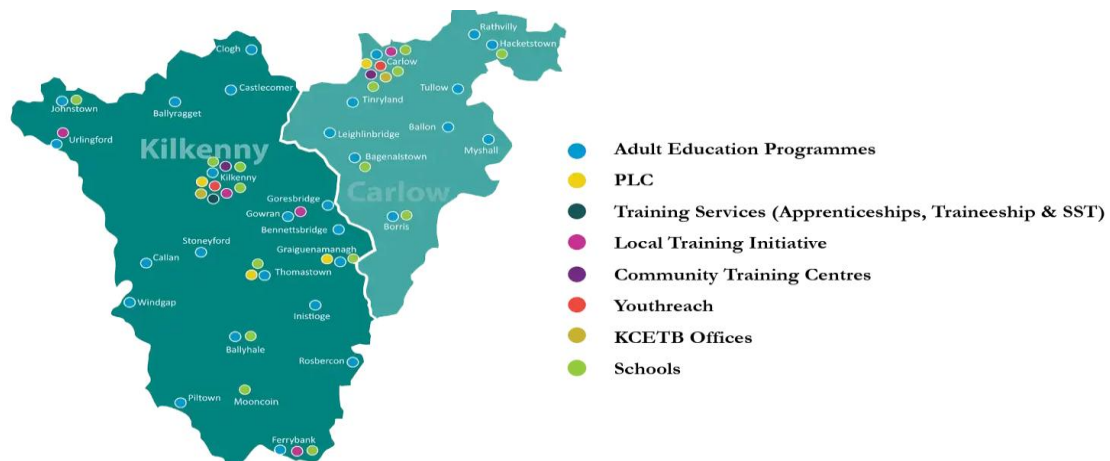 Rathvilly
Hacketstown
Clogh
Carlow
Castlecomer
Tullow
Tinryland
Johnstown
Ballyragget
Urlingford
Leighlinbridge
Ballon
Myshall
Kilkenny
Bagenalstown
Kilkenny
Carlow
Goresbridge
Gowran
Borris
Bennettsbridge
Stoneyford
Graiguenamanagh
Callan
Thomastown
Windgap
Inistioge
Ballyhale
Rosbercon
Piltown
Mooncoin
Ferrybank
Adult Education Programmes
PLC
Training Services (Apprenticeships, Traineeship & SST)
Local Training Initiative
Community Training Centres
Youthreach
KCETB Offices
Schools